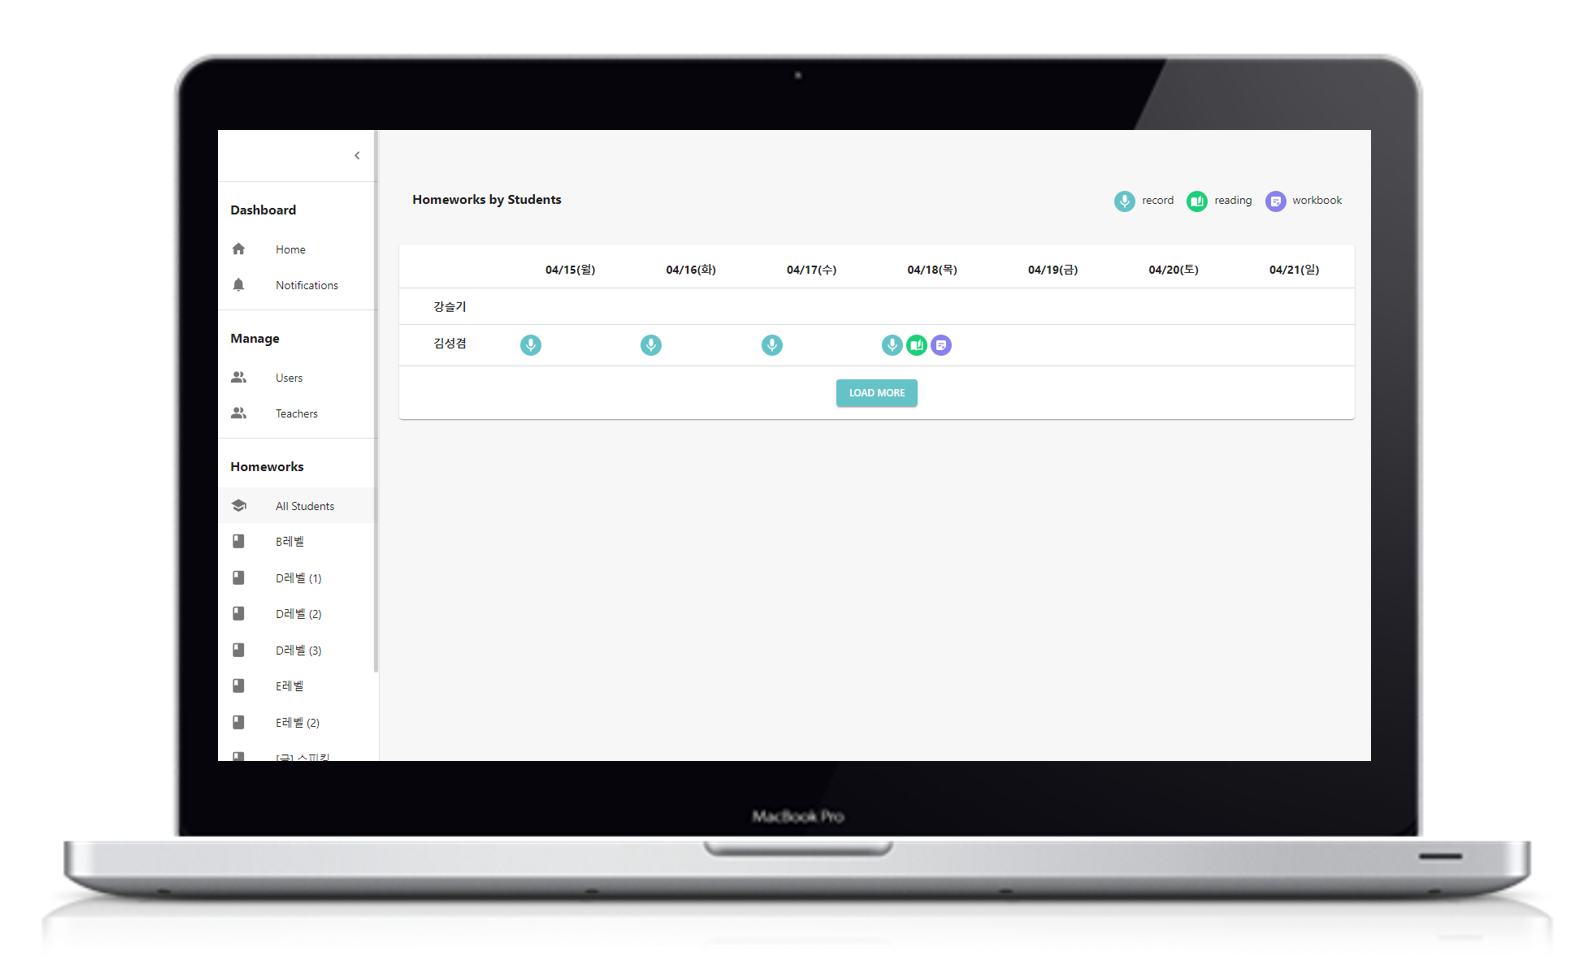 Dashboard
Home
Notifications
Manage
Users
Teachers
Homeworks
All Students
B레벨
D레벨 (1)
D레벨 (2)
D레벨 (3)
E레벨
E레벨 (2)
스피킹
Homeworks by Students
record reading workbook
04/15(월) 04/16(화) 04/17(수) 04/18(목) 04/19(금) 04/20(토) 04/21(일)
강슬기
김성겸
LOAD MORE
MacBook Pro